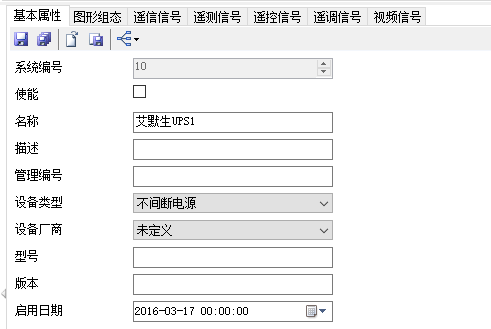 基本属性 图形组态 遥信信号 遥测信号 遥控信号 遥调信号 视频信号
系统编号 10
使能
名称 艾默生UPS1
描述
管理编号
设备类型 不间断电源
设备厂商 未定义
型号
版本
启用日期 2016-03-17 00:00:00